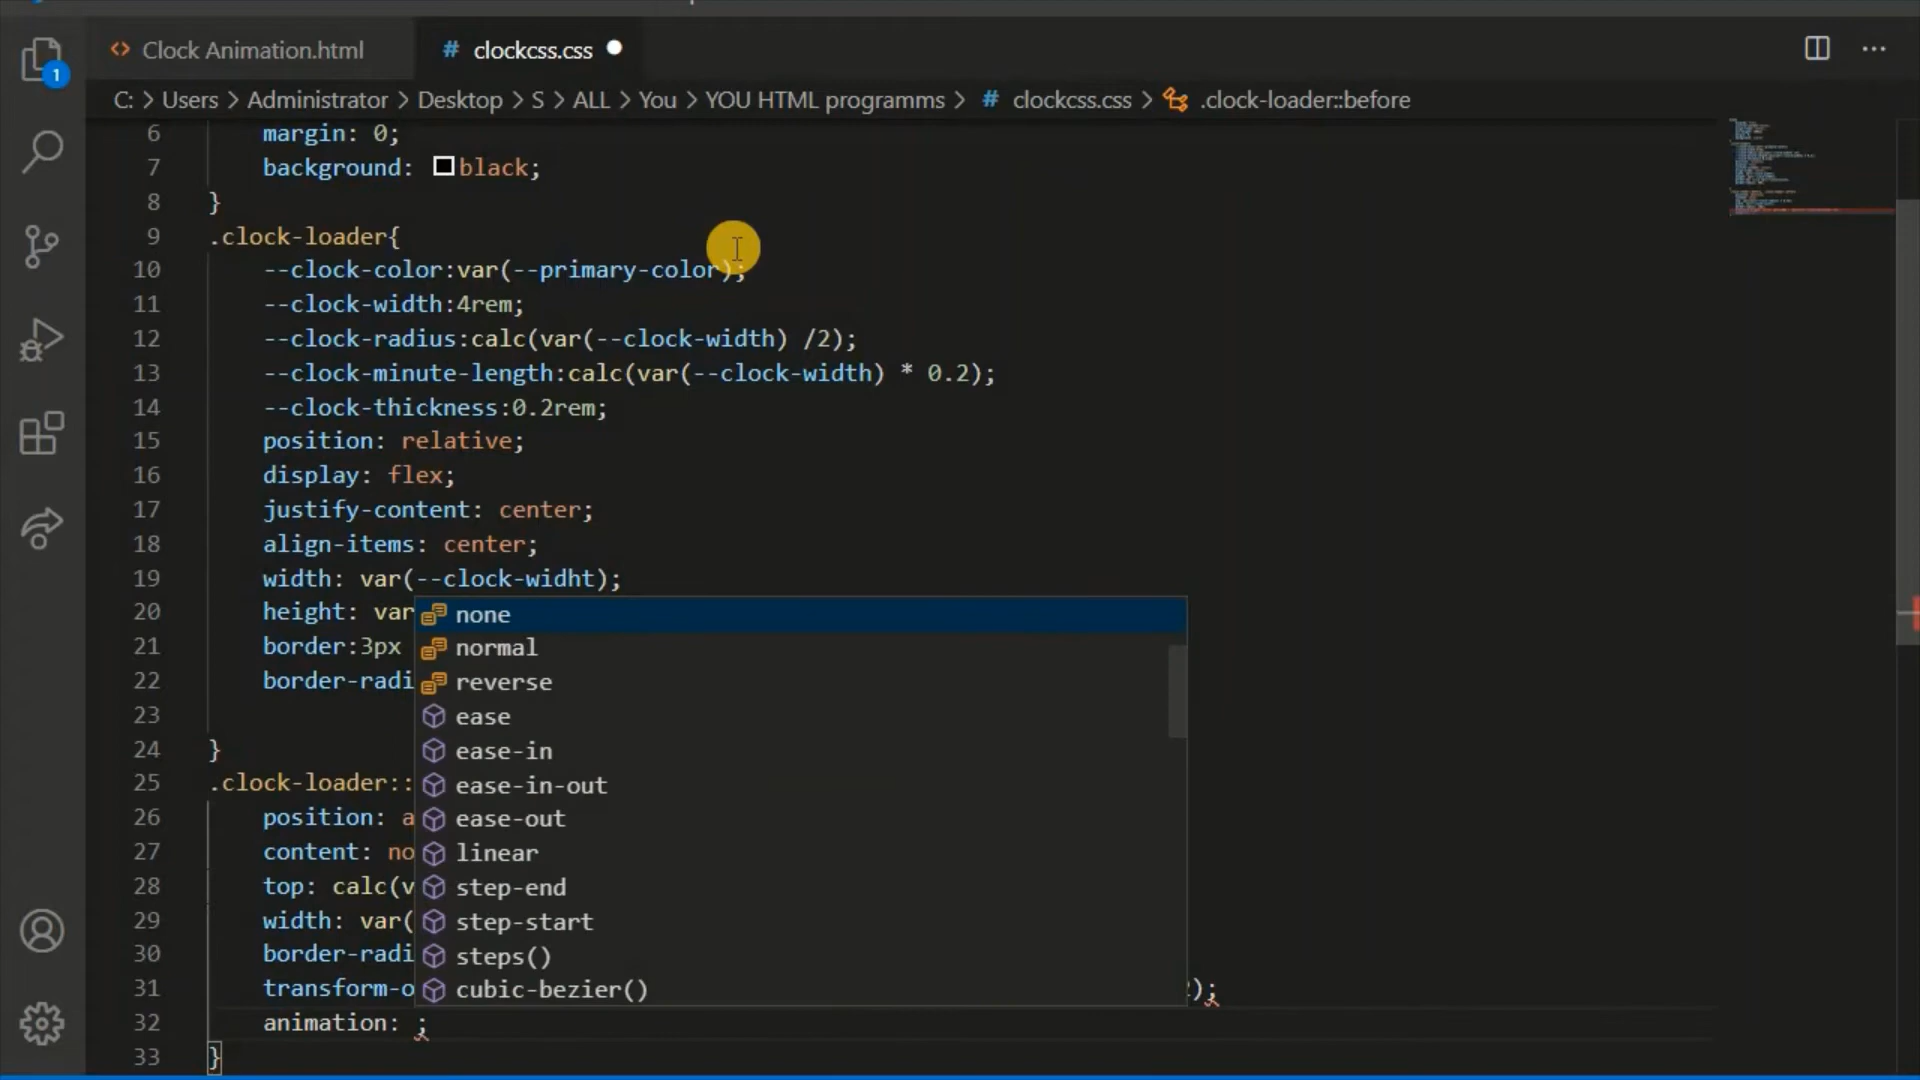 Clock Animation.html
# clockcss.css
C: > Users > Administrator > Desktop > S > ALL > You > YOU HTML programms > # clockcss.css > .clock-loader::before
1
6 margin: 0;
7 background: black;
8 }
9 .clock-loader{
10 --clock-color:var(--primary-color);
11 --clock-width:4rem;
12 --clock-radius:calc(var(--clock-width) /2);
13 --clock-minute-length:calc(var(--clock-width) * 0.2);
14 --clock-thickness:0.2rem;
15 position: relative;
16 display: flex;
17 justify-content: center;
18 align-items: center;
19 width: var(--clock-widht);
20 height: var
none
21 border:3px
normal
22 border-radi
reverse
23
ease
24 }
ease-in
25 .clock-loader::
ease-in-out
26 position: a
ease-out
27 content: no
linear
28 top: calc(v
step-end
29 width: var(
step-start
30 border-radi
steps()
31 transform-o
cubic-bezier()
);
32 animation: ;
33 }